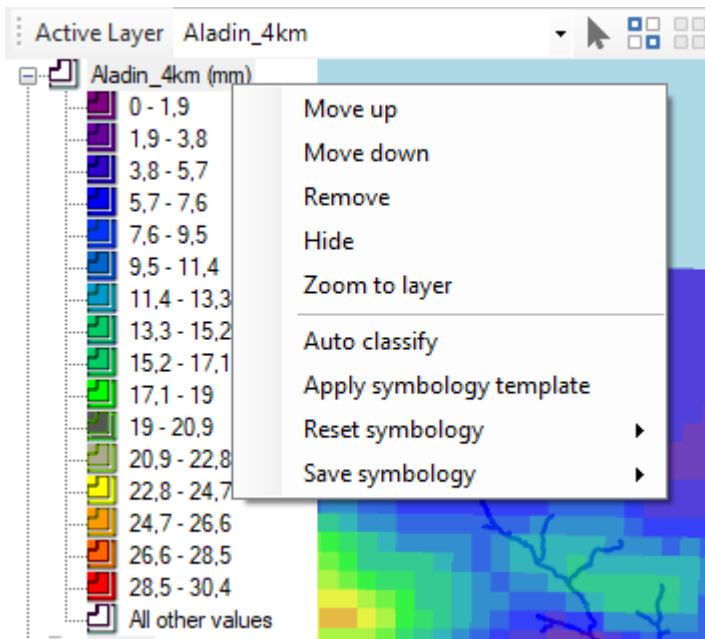 Active Layer Aladin_4km
Aladin_4km (mm)
0 - 1,9
1,9 - 3,8
3,8 - 5,7
5,7 - 7,6
7,6 - 9,5
9,5 - 11,4
11,4 - 13,3
13,3 - 15,2
15,2 - 17,1
17,1 - 19
19 - 20,9
20,9 - 22,8
22,8 - 24,7
24,7 - 26,6
26,6 - 28,5
28,5 - 30,4
All other values
Move up
Move down
Remove
Hide
Zoom to layer
Auto classify
Apply symbology template
Reset symbology
Save symbology